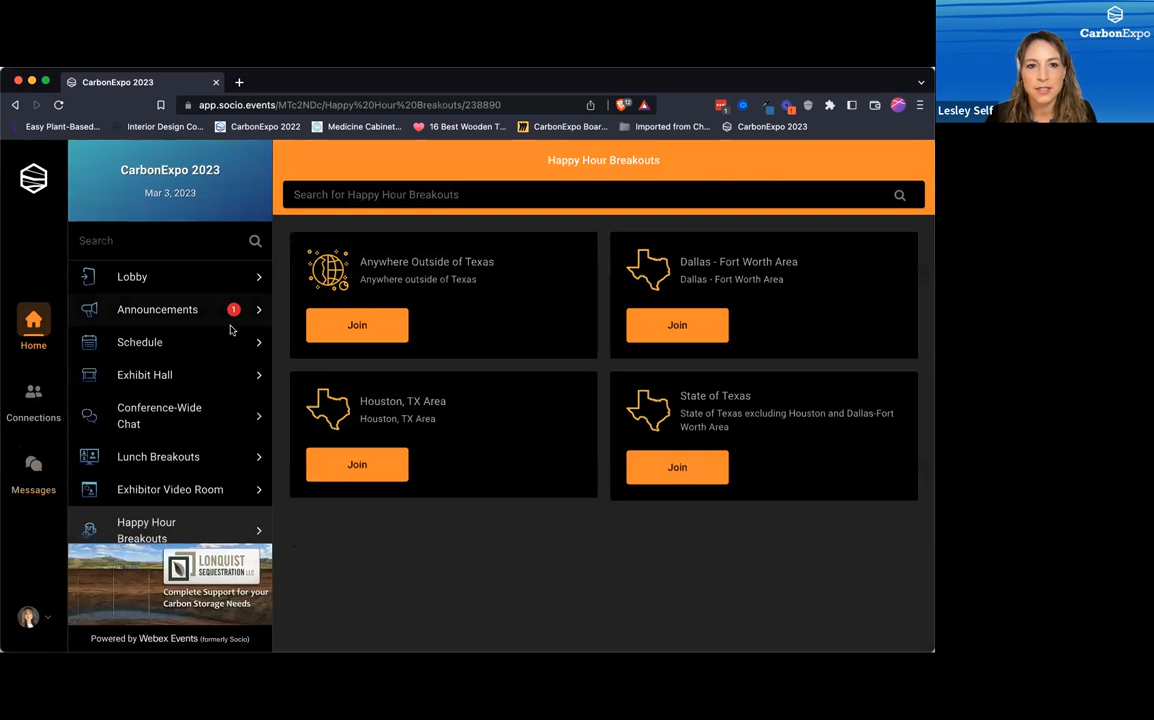 CarbonExpo
Lesley Self
CarbonExpo 2023
app.socio.events/MTc2NDc/Happy%20Hour%20Breakouts/238890
Easy Plant-Based...
Interior Design Co...
CarbonExpo 2022
Medicine Cabinet...
16 Best Wooden T...
CarbonExpo Boar...
Imported from Ch...
CarbonExpo 2023
CarbonExpo 2023
Mar 3, 2023
Search
Lobby
Announcements 1
Schedule
Exhibit Hall
Conference-Wide
Chat
Lunch Breakouts
Exhibitor Video Room
Happy Hour
Breakouts
Home
Connections
Messages
LONQUIST
SEQUESTRATION LLC
Complete Support for your
Carbon Storage Needs
Powered by Webex Events (formerly Socio)
Happy Hour Breakouts
Search for Happy Hour Breakouts
Anywhere Outside of Texas
Anywhere outside of Texas
Join
Dallas - Fort Worth Area
Dallas - Fort Worth Area
Join
Houston, TX Area
Houston, TX Area
Join
State of Texas
State of Texas excluding Houston and Dallas-Fort
Worth Area
Join